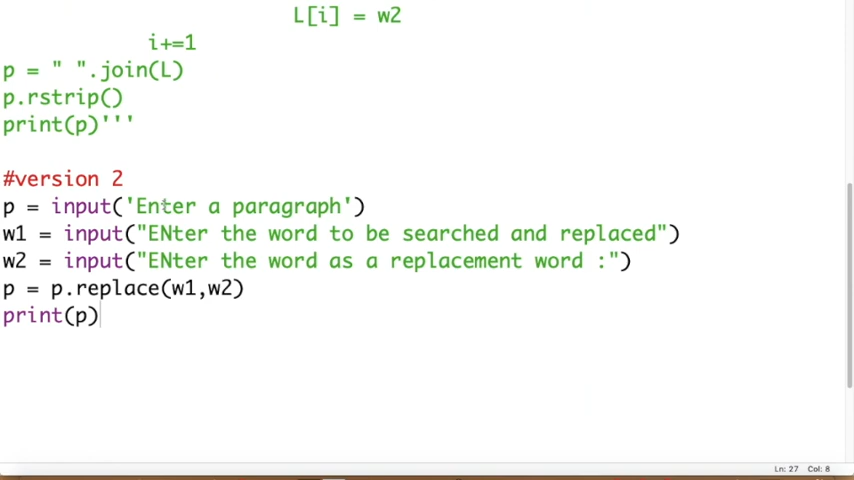 L[i] = w2
i+=1
p = " ".join(L)
p.rstrip()
print(p)'''
#version 2
p = input('Enter a paragraph')
w1 = input("ENter the word to be searched and replaced")
w2 = input("ENter the word as a replacement word :")
p = p.replace(w1,w2)
print(p)
Ln: 27 Col: 8